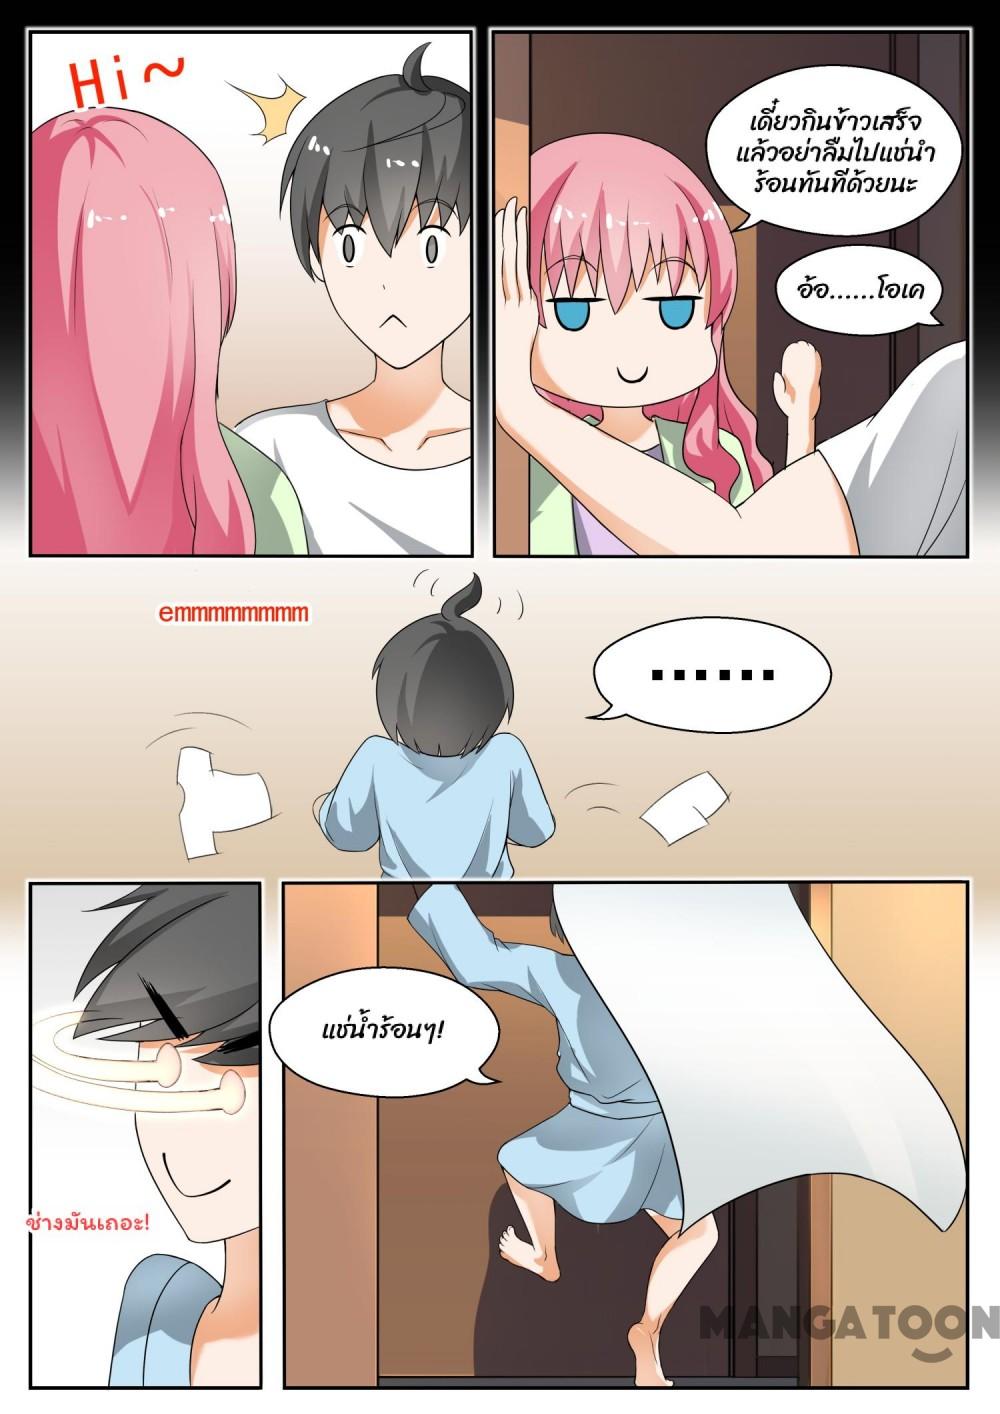 Hi~
เดี๋ยวกินข้าวเสร็จ
แล้วอย่าลืมไปแช่น้ำ
ร้อนทันทีด้วยนะ
อ้อ......โอเค
emmmmmmmm
......
ช่างมันเถอะ!
แช่น้ำร้อนๆ!
MANGATOON